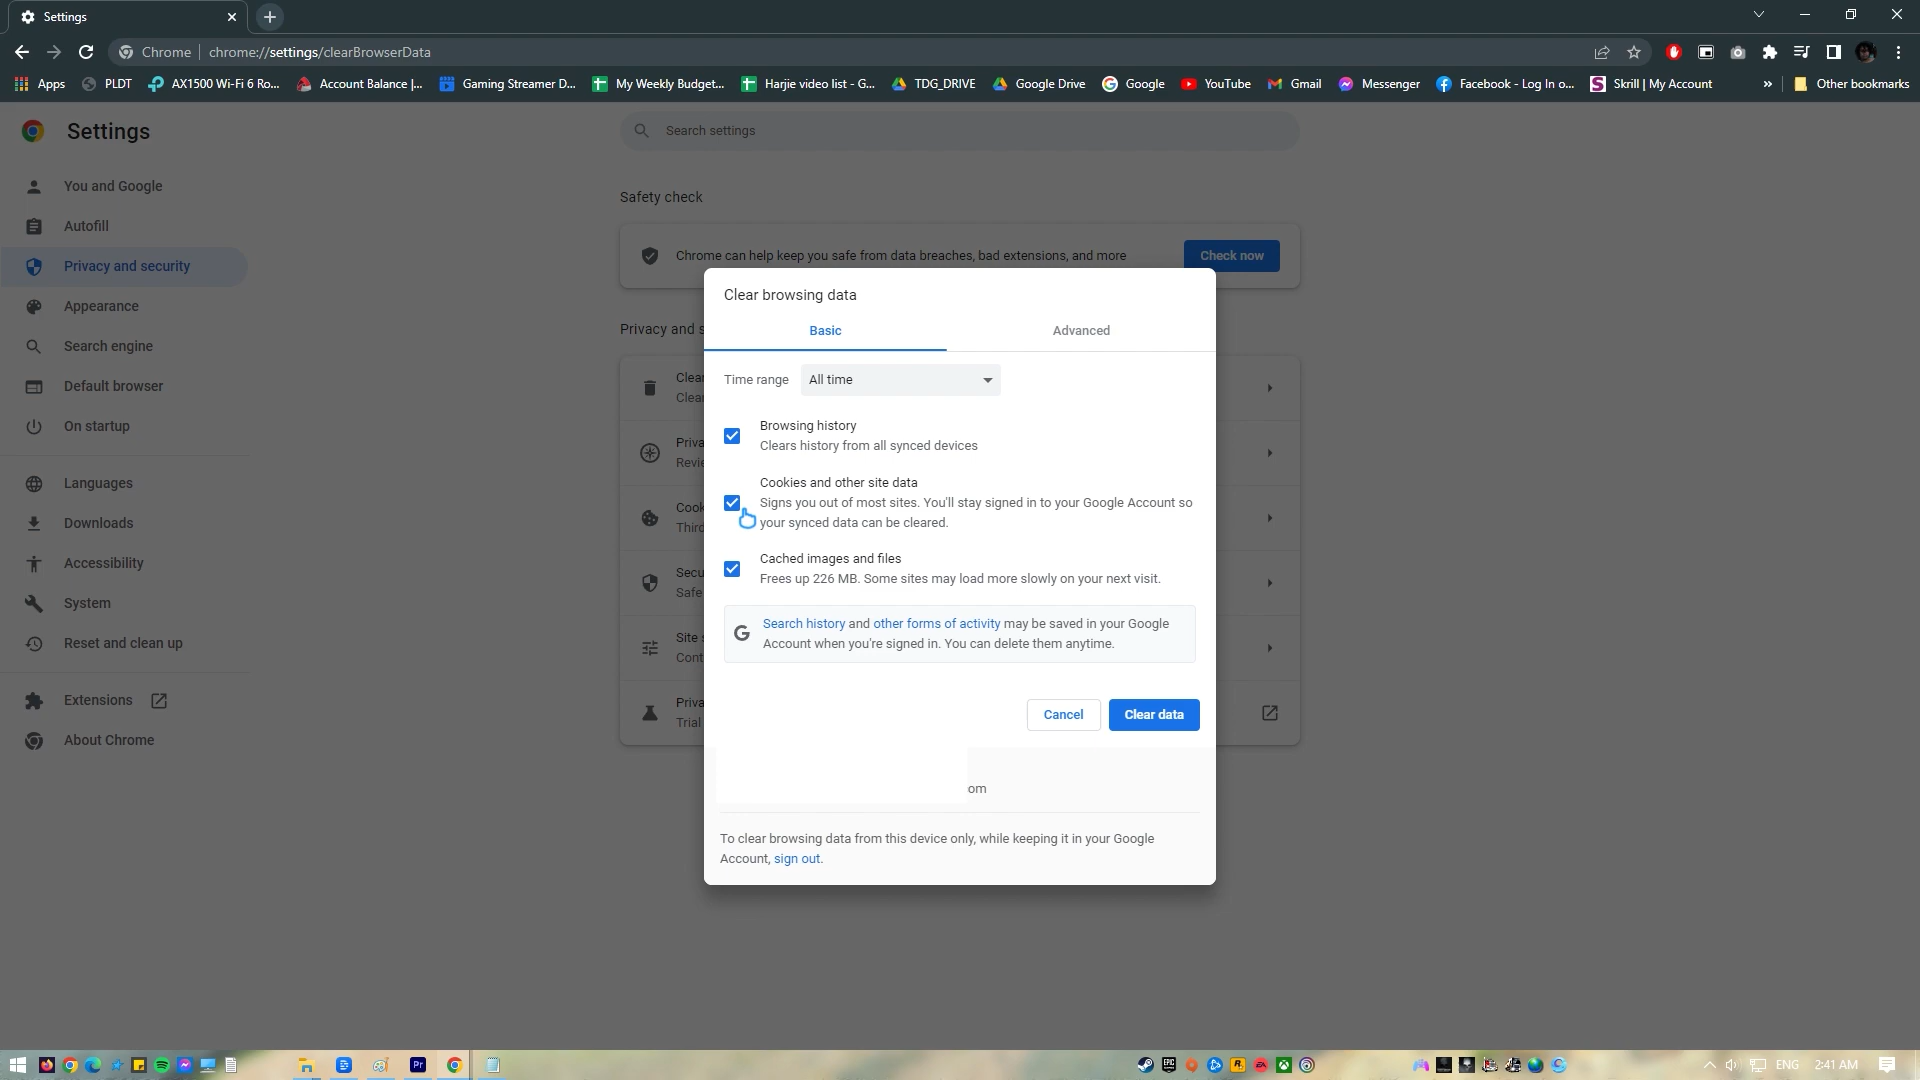 Settings
Chrome chrome://settings/clearBrowserData
Apps PLDT AX1500 Wi-Fi 6 Ro... Account Balance |... Gaming Streamer D... My Weekly Budget... Harjie video list - G... TDG_DRIVE Google Drive Google YouTube Gmail Messenger Facebook - Log In o... Skrill | My Account » Other bookmarks
Settings
Search settings
You and Google
Autofill
Privacy and security
Appearance
Search engine
Default browser
On startup
Languages
Downloads
Accessibility
System
Reset and clean up
Extensions
About Chrome
Safety check
Chrome can help keep you safe from data breaches, bad extensions, and more Check now
Privacy and s
Clear
Clear
Priva
Revie
Cook
Third
Secu
Safe
Site s
Cont
Priva
Trial
Clear browsing data
Basic Advanced
Time range All time
Browsing history
Clears history from all synced devices
Cookies and other site data
Signs you out of most sites. You'll stay signed in to your Google Account so
your synced data can be cleared.
Cached images and files
Frees up 226 MB. Some sites may load more slowly on your next visit.
Search history and other forms of activity may be saved in your Google
Account when you're signed in. You can delete them anytime.
Cancel Clear data
om
To clear browsing data from this device only, while keeping it in your Google
Account, sign out.
ENG 2:41 AM